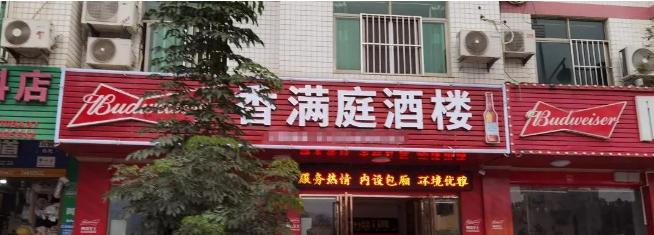 料店
Budweiser
香满庭酒楼
Budweiser
服务热情 内设包厢 环境优雅